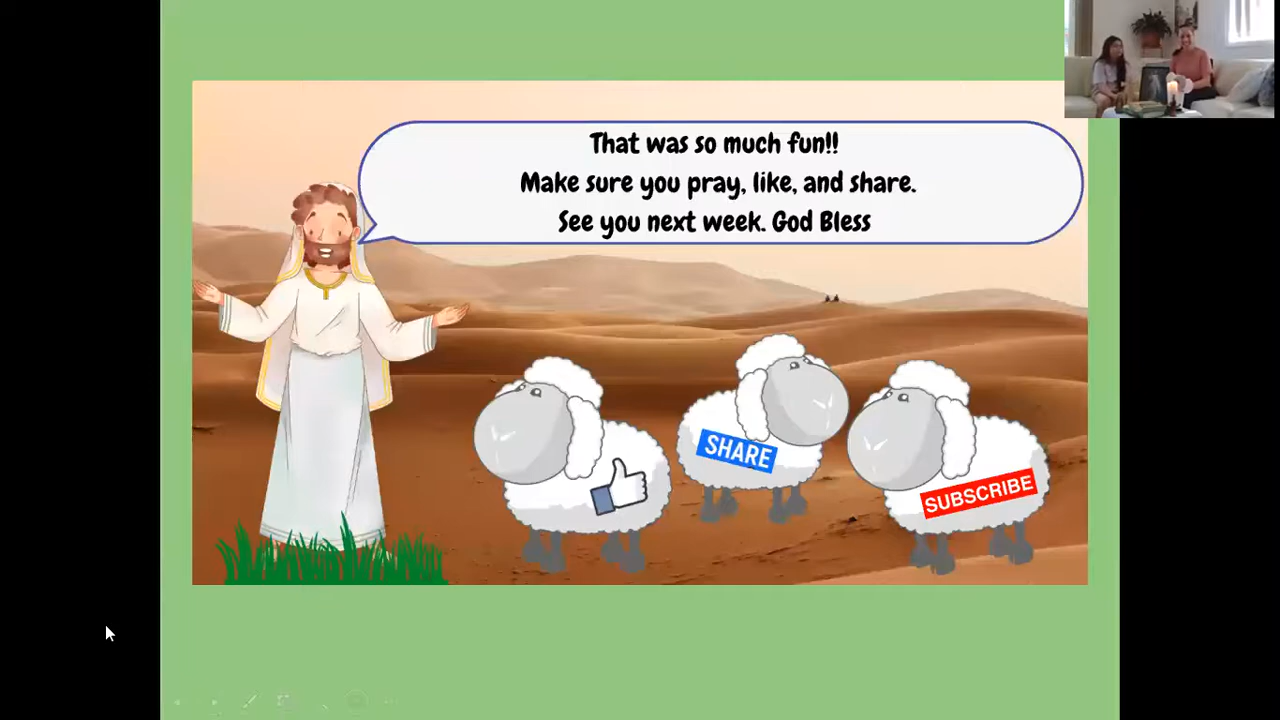 That was so much fun!!
Make sure you pray, like, and share.
See you next week. God Bless
SHARE
SUBSCRIBE